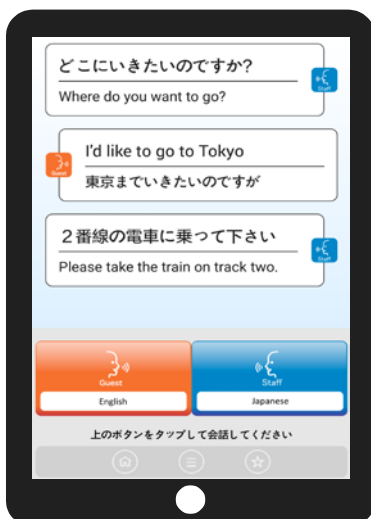 どこにいきたいのですか?
Where do you want to go?
Staff
I'd like to go to Tokyo
Guest
東京までいきたいのですが
２番線の電車に乗って下さい
Staff
Please take the train on track two.
Guest
English
Staff
Japanese
上のボタンをタップして会話してください